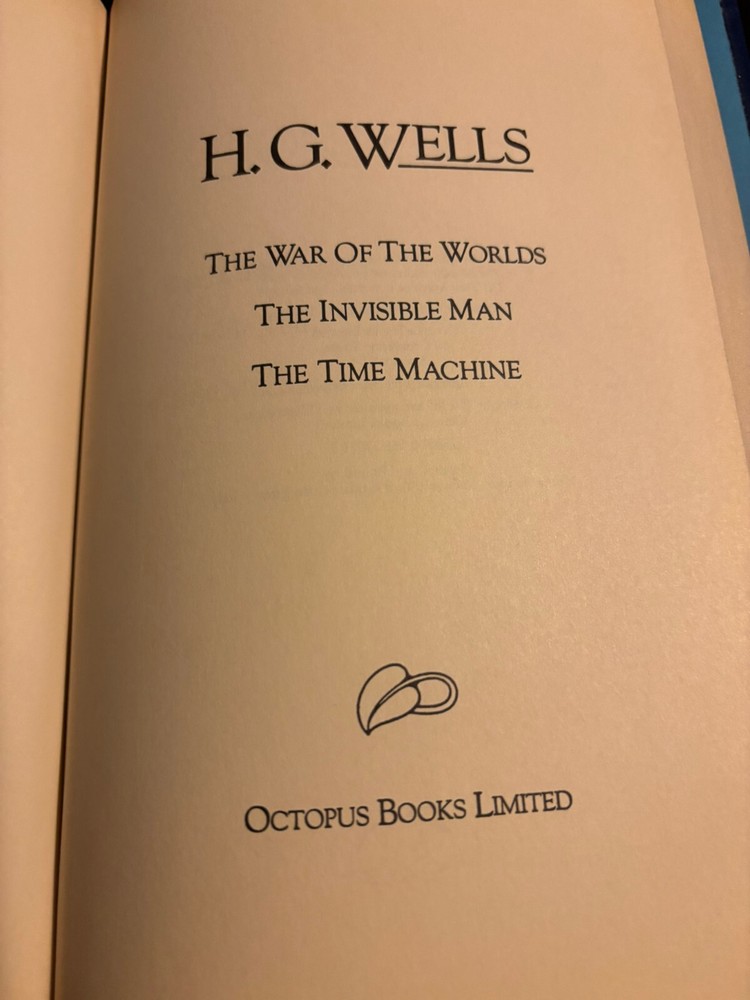 H. G. WELLS
THE WAR OF THE WORLDS
THE INVISIBLE MAN
THE TIME MACHINE
OCTOPUS BOOKS LIMITED